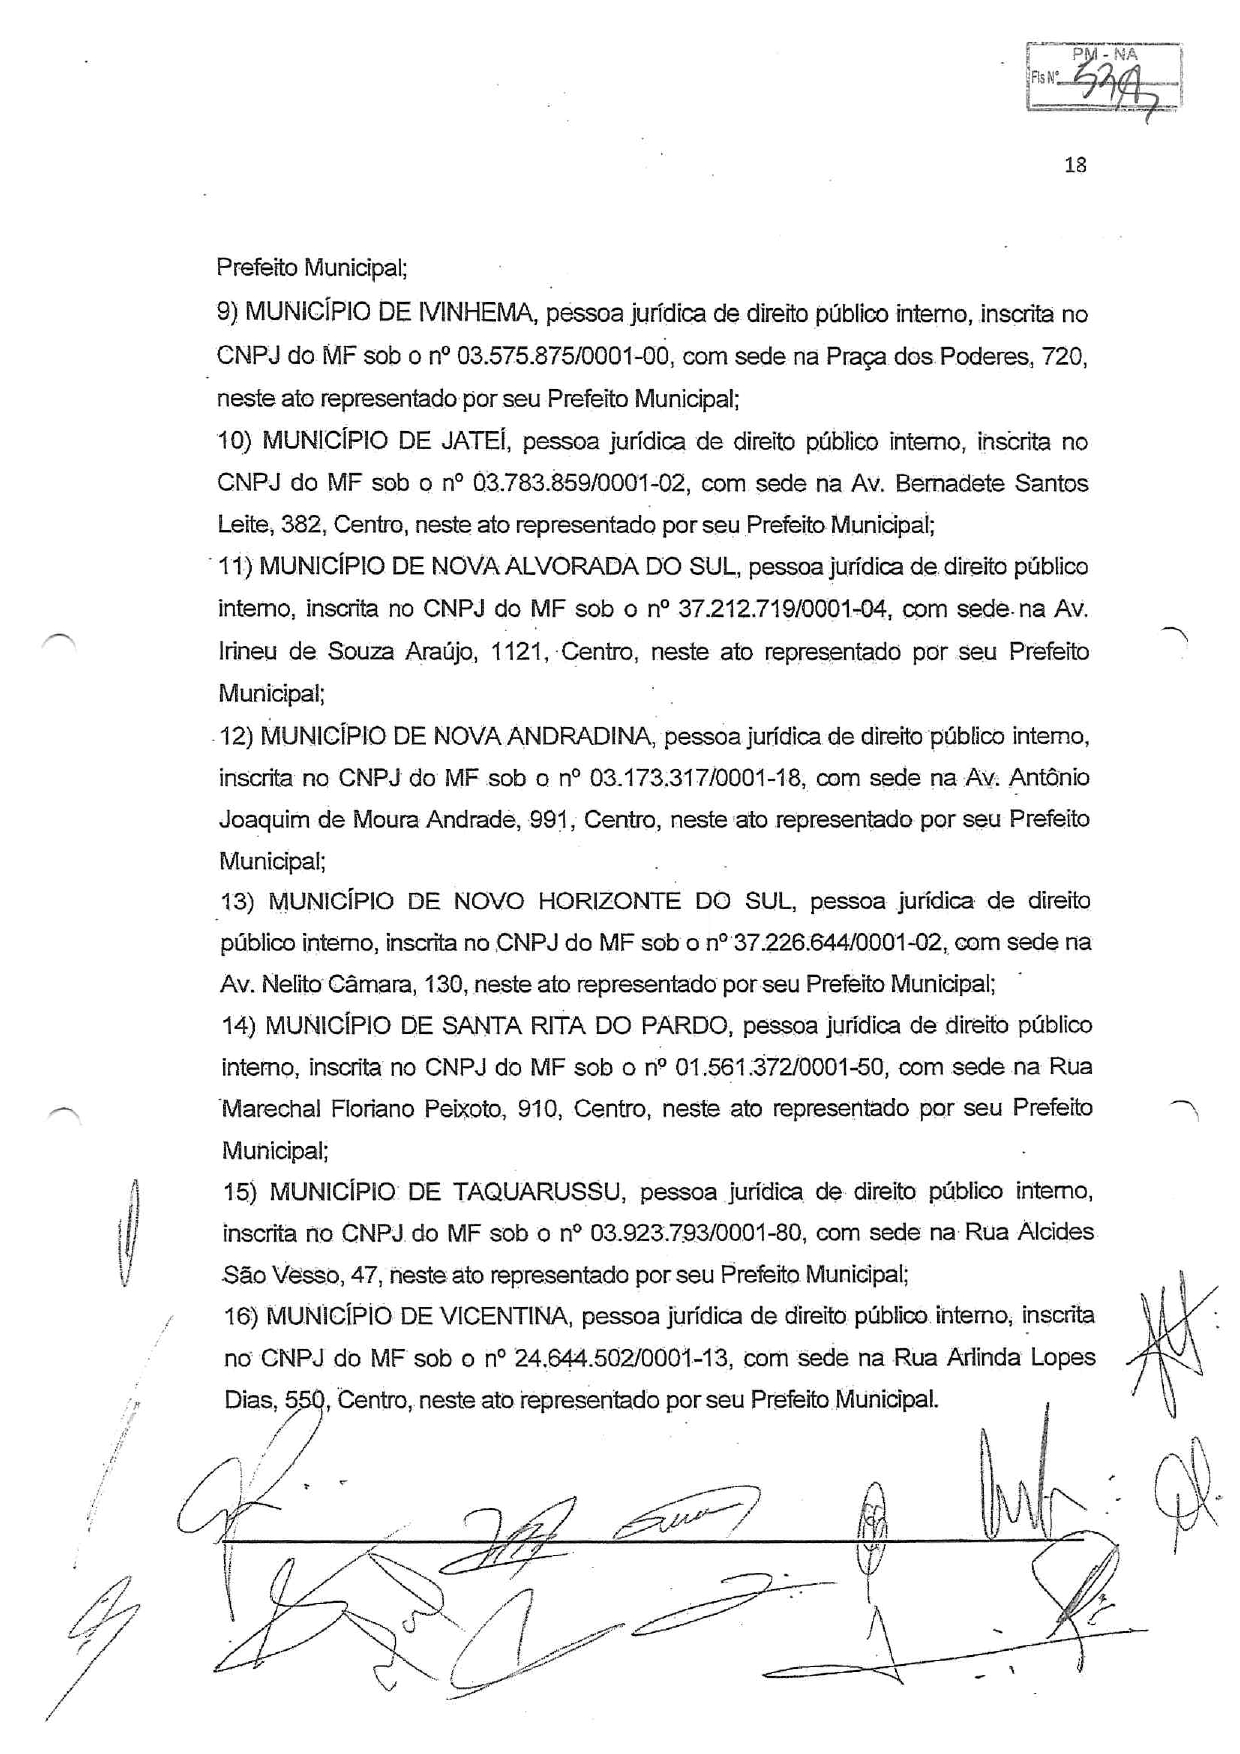 PM - NA
Fls Nº
18
Prefeito Municipal;
9) MUNICÍPIO DE IVINHEMA, pessoa jurídica de direito público interno, inscrita no
CNPJ do MF sob o nº 03.575.875/0001-00, com sede na Praça dos Poderes, 720,
neste ato representado por seu Prefeito Municipal;
10) MUNICÍPIO DE JATEÍ, pessoa jurídica de direito público interno, inscrita no
CNPJ do MF sob o nº 03.783.859/0001-02, com sede na Av. Bernadete Santos
Leite, 382, Centro, neste ato representado por seu Prefeito Municipal;
11) MUNICÍPIO DE NOVA ALVORADA DO SUL, pessoa jurídica de direito público
interno, inscrita no CNPJ do MF sob o nº 37.212.719/0001-04, com sede na Av.
Irineu de Souza Araújo, 1121, Centro, neste ato representado por seu Prefeito
Municipal;
12) MUNICÍPIO DE NOVA ANDRADINA, pessoa jurídica de direito público interno,
inscrita no CNPJ do MF sob o nº 03.173.317/0001-18, com sede na Av. Antônio
Joaquim de Moura Andrade, 991, Centro, neste ato representado por seu Prefeito
Municipal;
13) MUNICÍPIO DE NOVO HORIZONTE DO SUL, pessoa jurídica de direito
público interno, inscrita no CNPJ do MF sob o nº 37.226.644/0001-02, com sede na
Av. Nelito Câmara, 130, neste ato representado por seu Prefeito Municipal;
14) MUNICÍPIO DE SANTA RITA DO PARDO, pessoa jurídica de direito público
interno, inscrita no CNPJ do MF sob o nº 01.561.372/0001-50, com sede na Rua
Marechal Floriano Peixoto, 910, Centro, neste ato representado por seu Prefeito
Municipal;
15) MUNICÍPIO DE TAQUARUSSU, pessoa jurídica de direito público interno,
inscrita no CNPJ do MF sob o nº 03.923.793/0001-80, com sede na Rua Alcides
São Vesso, 47, neste ato representado por seu Prefeito Municipal;
16) MUNICÍPIO DE VICENTINA, pessoa jurídica de direito público interno, inscrita
no CNPJ do MF sob o nº 24.644.502/0001-13, com sede na Rua Arlinda Lopes
Dias, 550, Centro, neste ato representado por seu Prefeito Municipal.